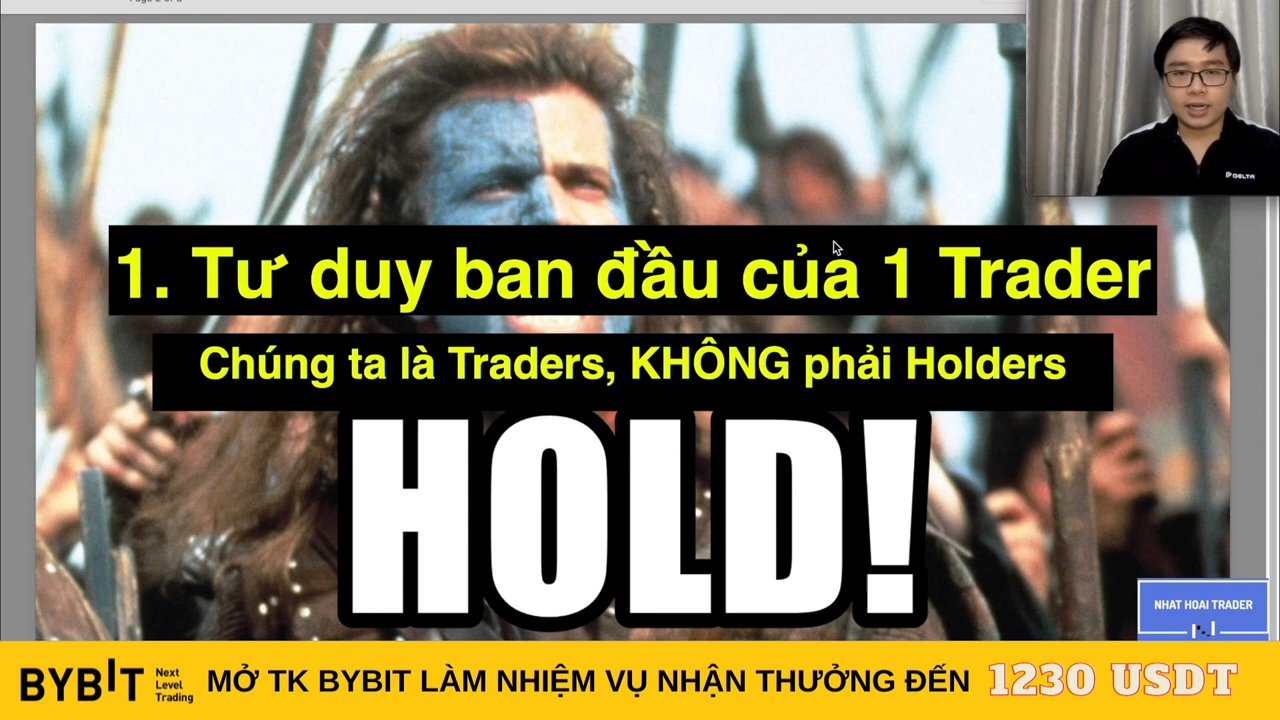 DELTA
1. Tư duy ban đầu của 1 Trader
Chúng ta là Traders, KHÔNG phải Holders
HOLD!
NHAT HOAI TRADER
BYBIT Next Level Trading
MỞ TK BYBIT LÀM NHIỆM VỤ NHẬN THƯỞNG ĐẾN 1230 USDT